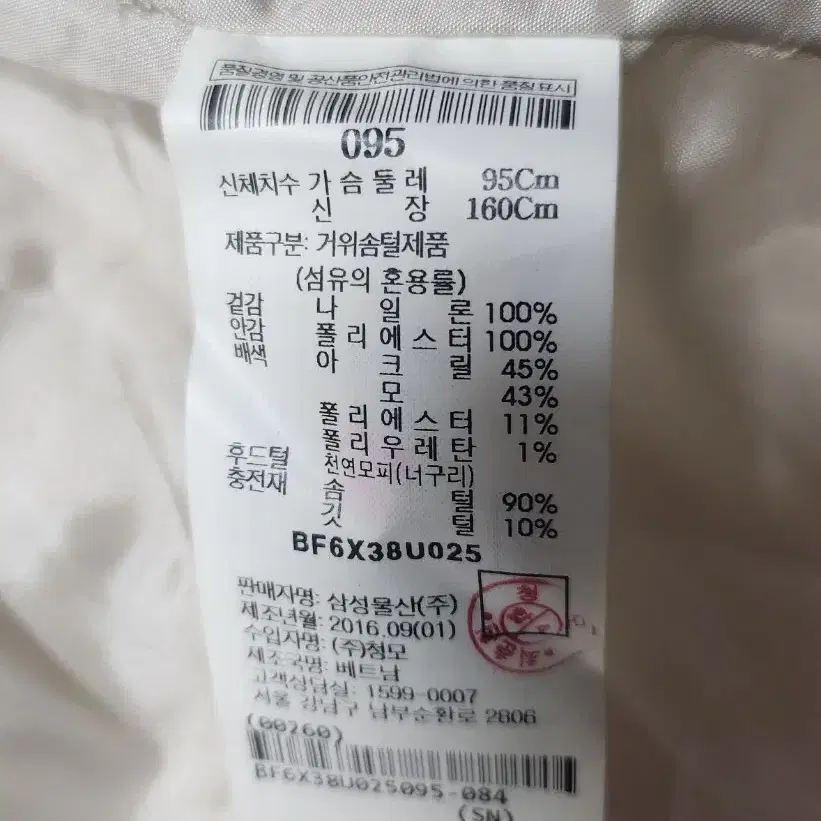 품질경영 및 공산품안전관리법에 의한 품질 표시
095
신체치수 가 슴 둘 레 95Cm
신 장 160Cm
제품구분: 거위솜털제품
(섬유의 혼용률)
겉감 나 일 론 100%
안감 폴 리 에 스 터 100%
배색 아 크 릴 45%
모 43%
폴 리 에 스 터 11%
폴 리 우 레 탄 1%
후드털 천연모피(너구리)
충전재 솜 털 90%
깃 털 10%
BF6X38U025
판매자명: 삼성물산(주)
제조년월: 2016.09(01)
수입자명: (주)청모
제조국명: 베트남
고객상담실: 1599-0007
서울 강남구 남부순환로 2806
(00260)
BF6X38U025095-084
(SN)